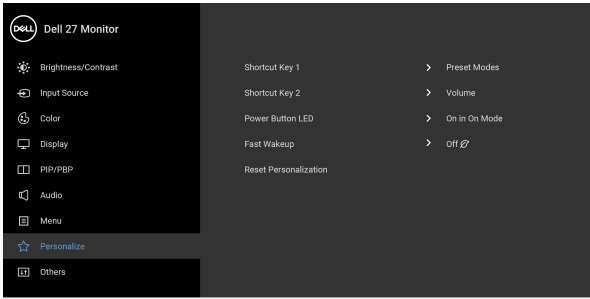 DELL Dell 27 Monitor
Brightness/Contrast Shortcut Key 1 Preset Modes
Input Source Shortcut Key 2 Volume
Color Power Button LED On in On Mode
Display Fast Wakeup Off
PIP/PBP Reset Personalization
Audio
Menu
Personalize
Others